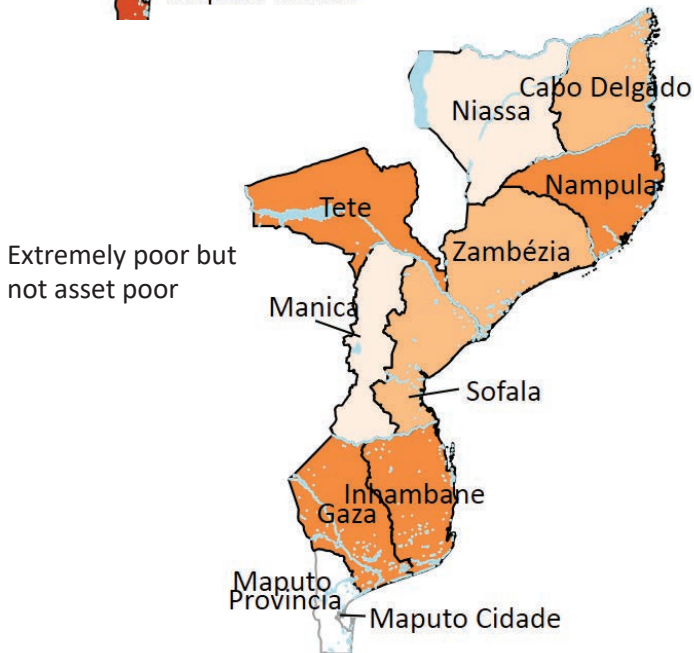 Cabo Delgado
Niassa
Nampula
Tete
Zambézia
Extremely poor but
not asset poor
Manica
Sofala
Inhambane
Gaza
Maputo
Província
Maputo Cidade